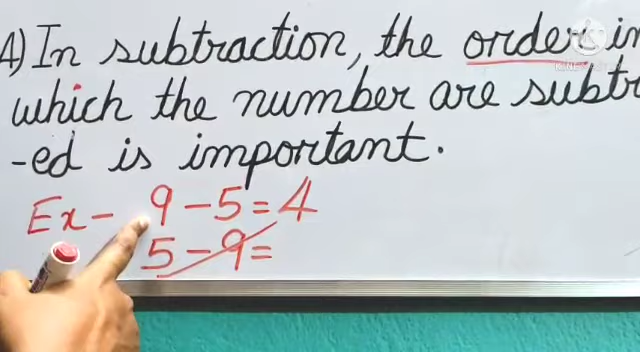 4) In subtraction, the order in
which the number are subtr
-ed is important.
Ex - 9 - 5 = 4
5 - 9 =